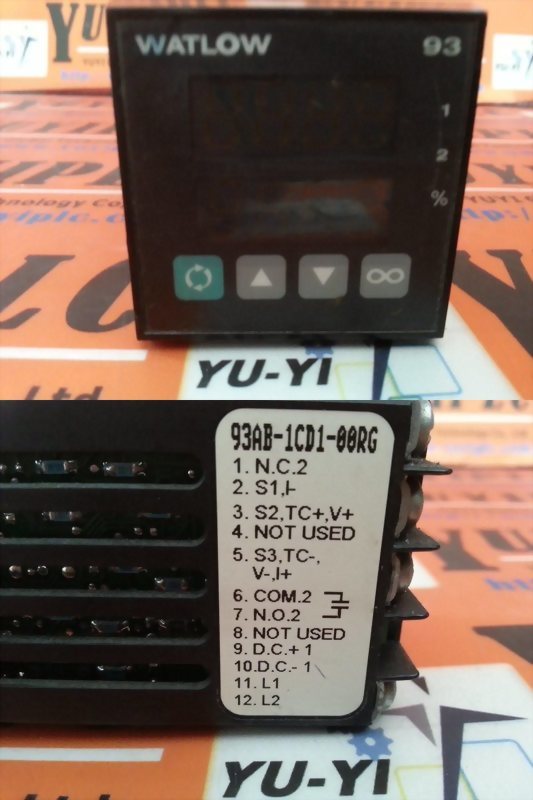 WATLOW 93
1
2
%
YU-YI
Ltd
93AB-1CD1-00RG
1. N.C.2
2. S1,I-
3. S2,TC+,V+
4. NOT USED
5. S3,TC-,
V-,I+
6. COM.2
7. N.O.2
8. NOT USED
9. D.C.+ 1
10.D.C.- 1
11. L1
12. L2
YU-YI